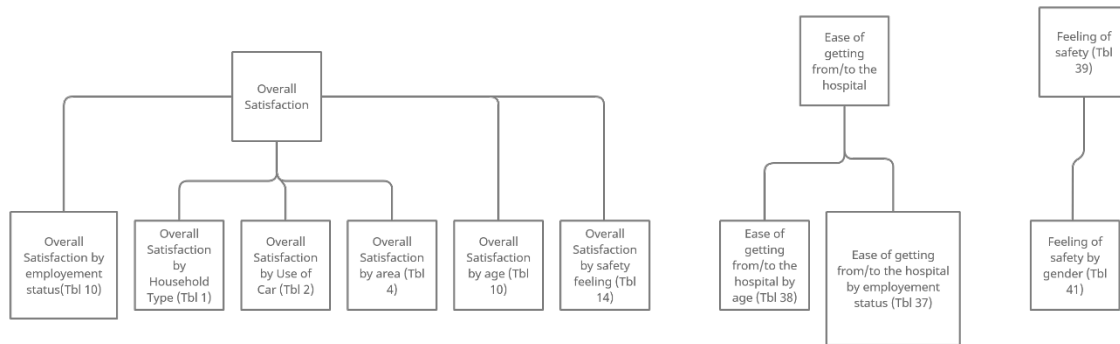 Overall
Satisfaction
Ease of
getting
from/to the
hospital
Feeling of
safety (Tbl
39)
Overall
Satisfaction by
employement
status(Tbl 10)
Overall
Satisfaction
by
Household
Type (Tbl 1)
Overall
Satisfaction
by Use of
Car (Tbl 2)
Overall
Satisfaction
by area (Tbl
4)
Overall
Satisfaction
by age (Tbl
10)
Overall
Satisfaction
by safety
feeling (Tbl
14)
Ease of
getting
from/to the
hospital by
age (Tbl 38)
Ease of getting
from/to the hospital
by employement
status (Tbl 37)
Feeling of
safety by
gender (Tbl
41)